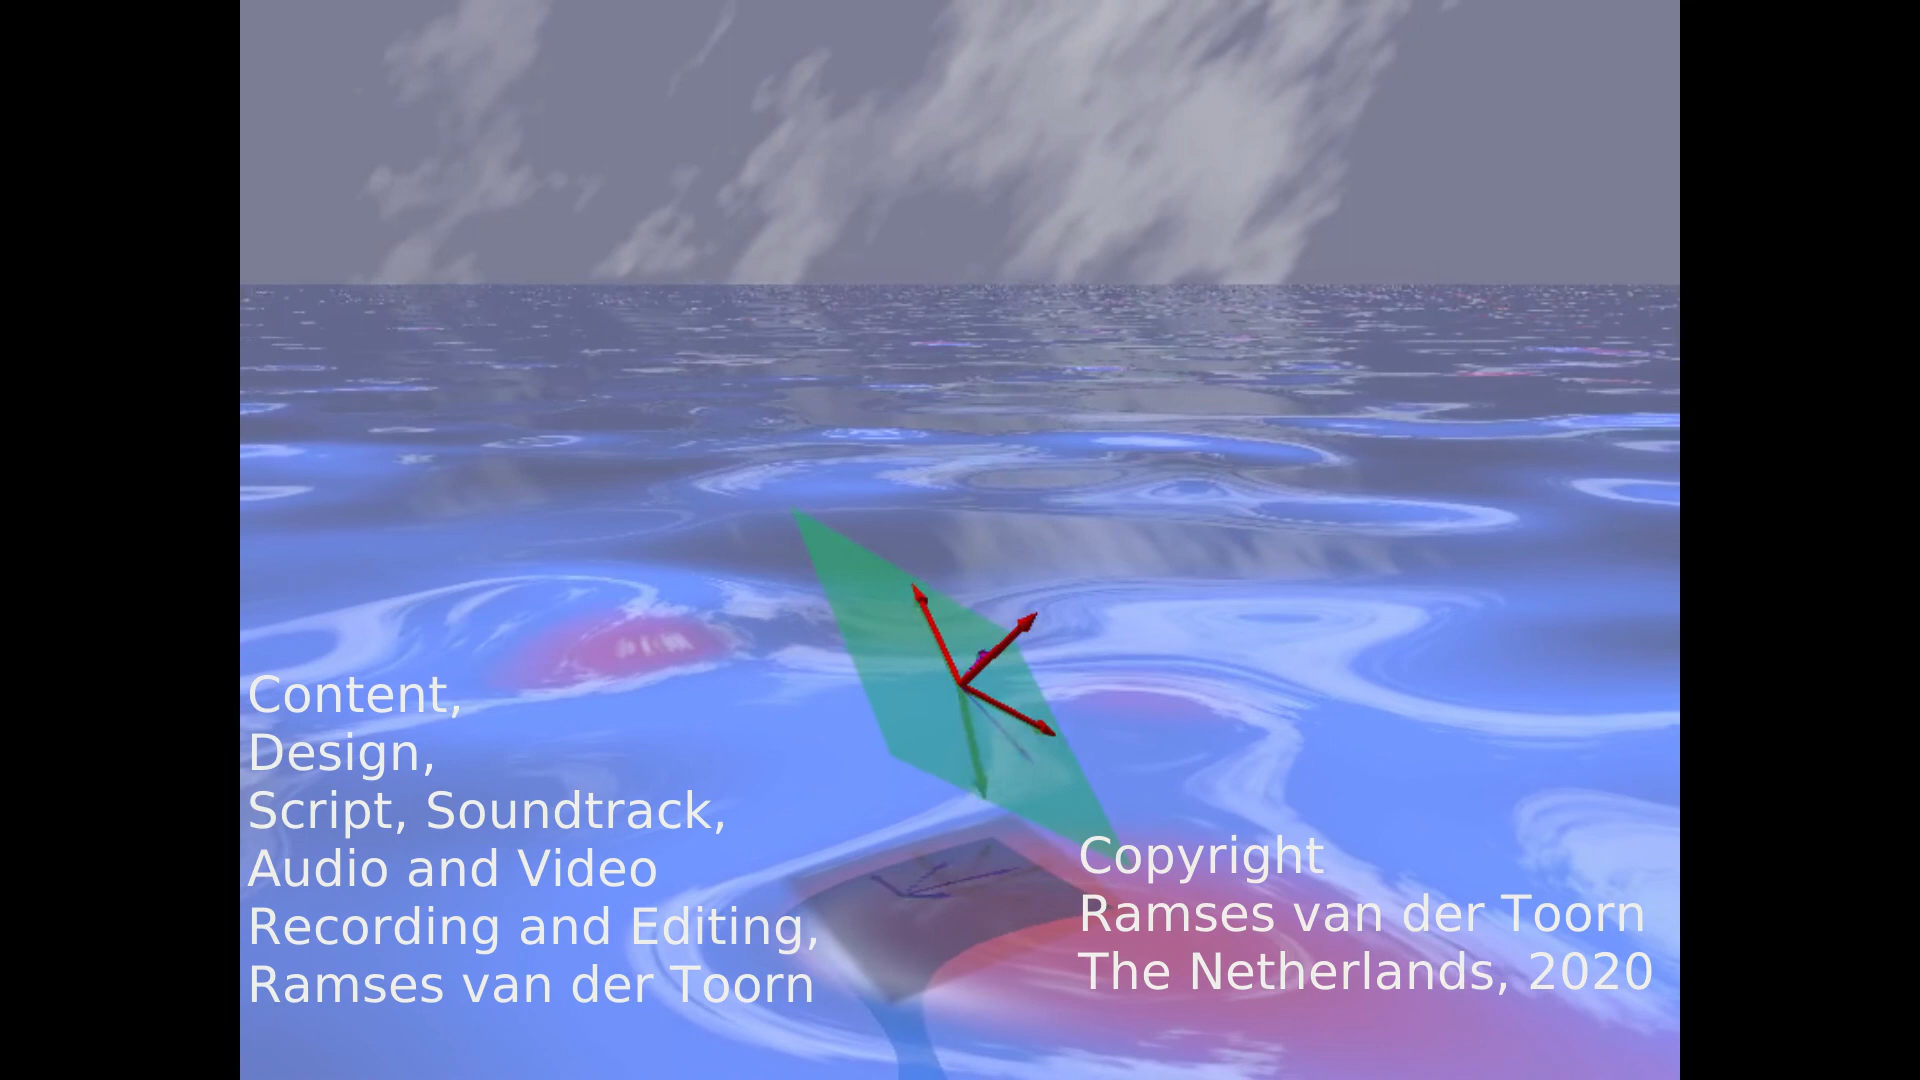 Content,
Design,
Script, Soundtrack,
Audio and Video
Recording and Editing,
Ramses van der Toorn
Copyright
Ramses van der Toorn
The Netherlands, 2020